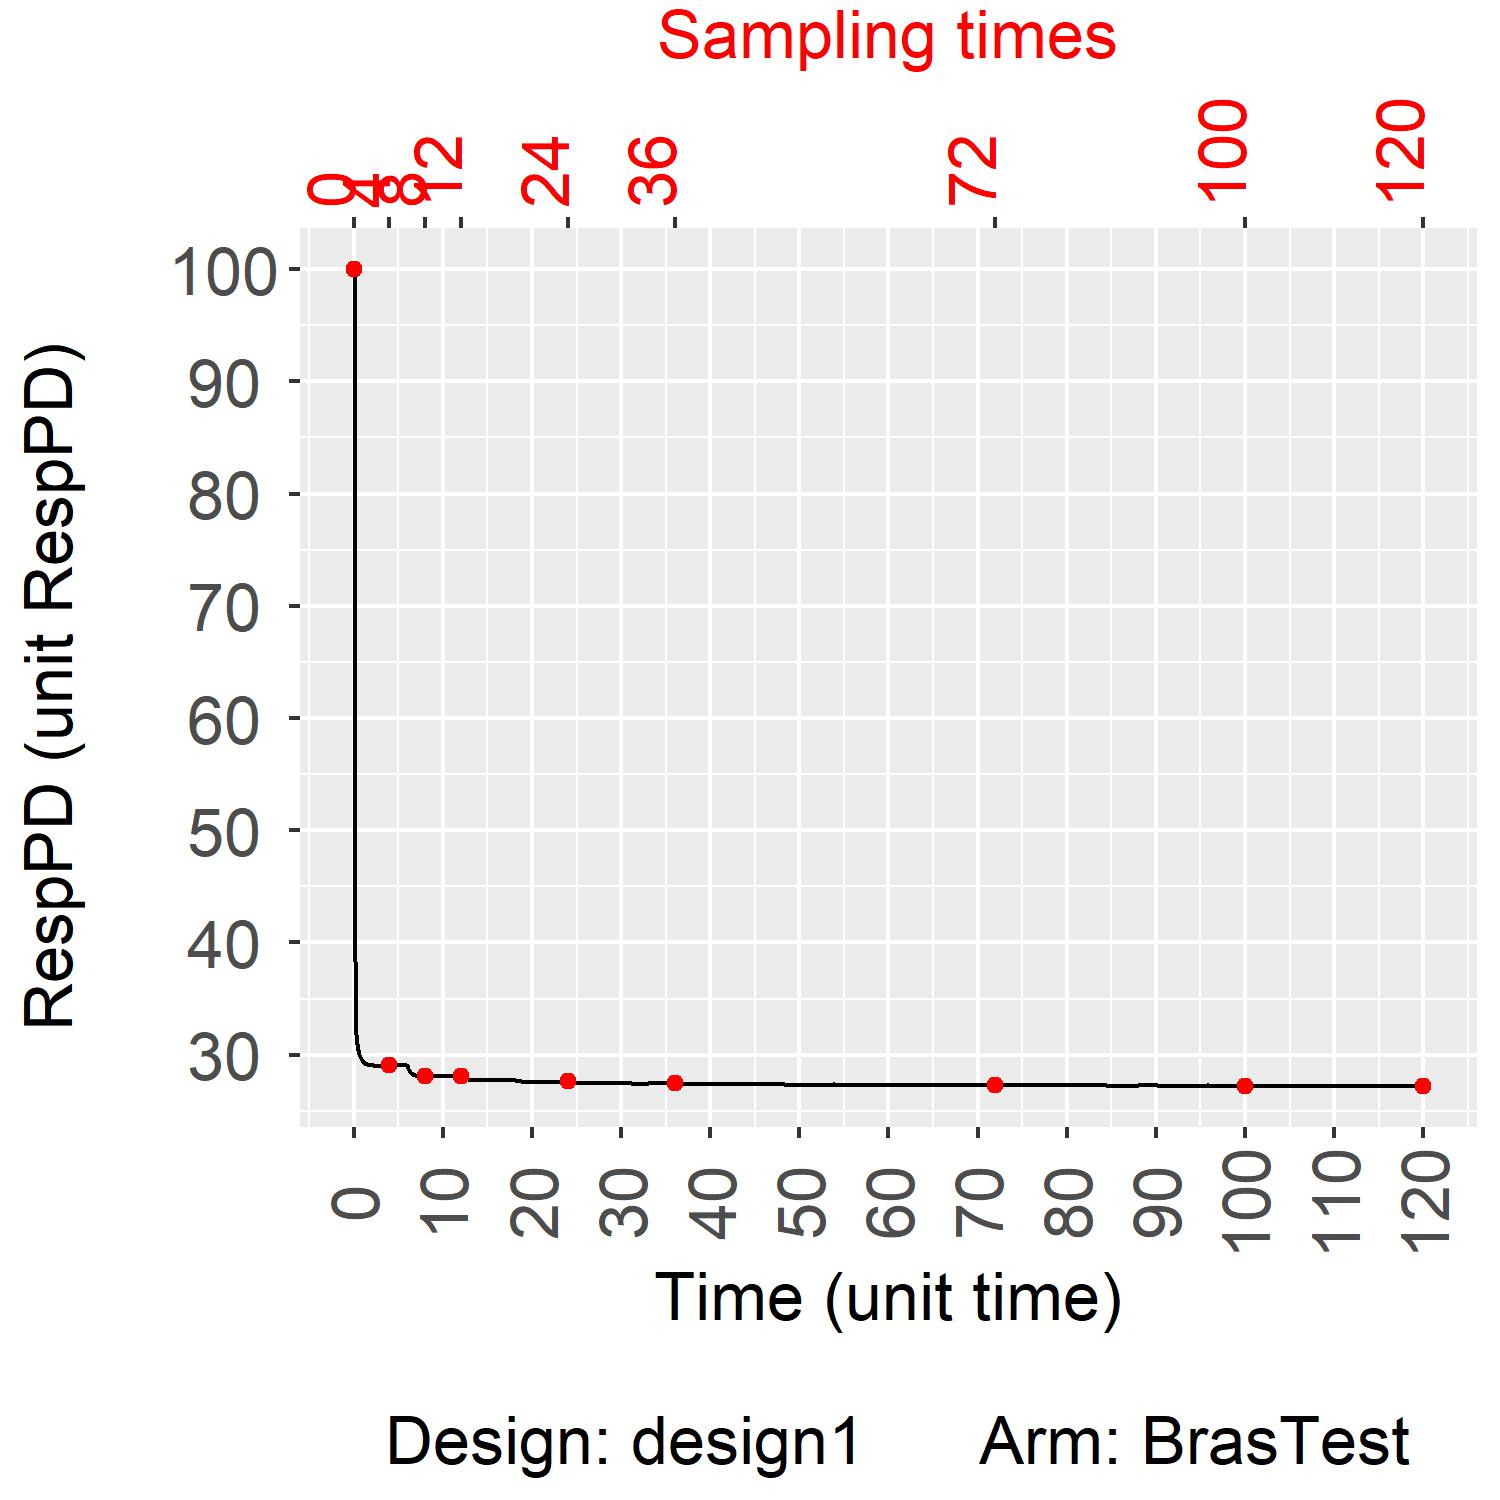 Sampling times
0 4 8 12 24 36 72 100 120
RespPD (unit RespPD)
100
90
80
70
60
50
40
30
0 10 20 30 40 50 60 70 80 90 100 110 120
Time (unit time)
Design: design1 Arm: BrasTest